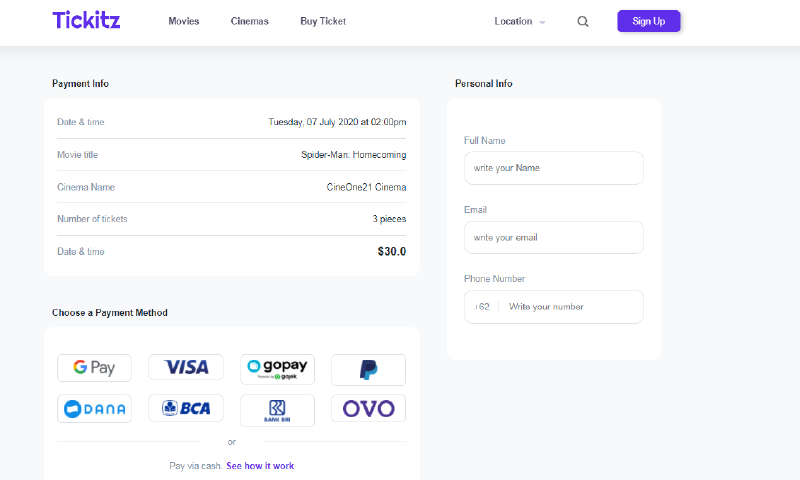 Tickitz Movies Cinemas Buy Ticket Location Sign Up
Payment Info
Date & time Tuesday, 07 July 2020 at 02:00pm
Movie title Spider-Man: Homecoming
Cinema Name CineOne21 Cinema
Number of tickets 3 pieces
Date & time $30.0
Choose a Payment Method
G Pay VISA gopay
Powered by gojek
DANA BCA BANK BRI OVO
or
Pay via cash. See how it work
Personal Info
Full Name
write your Name
Email
write your email
Phone Number
+62 Write your number